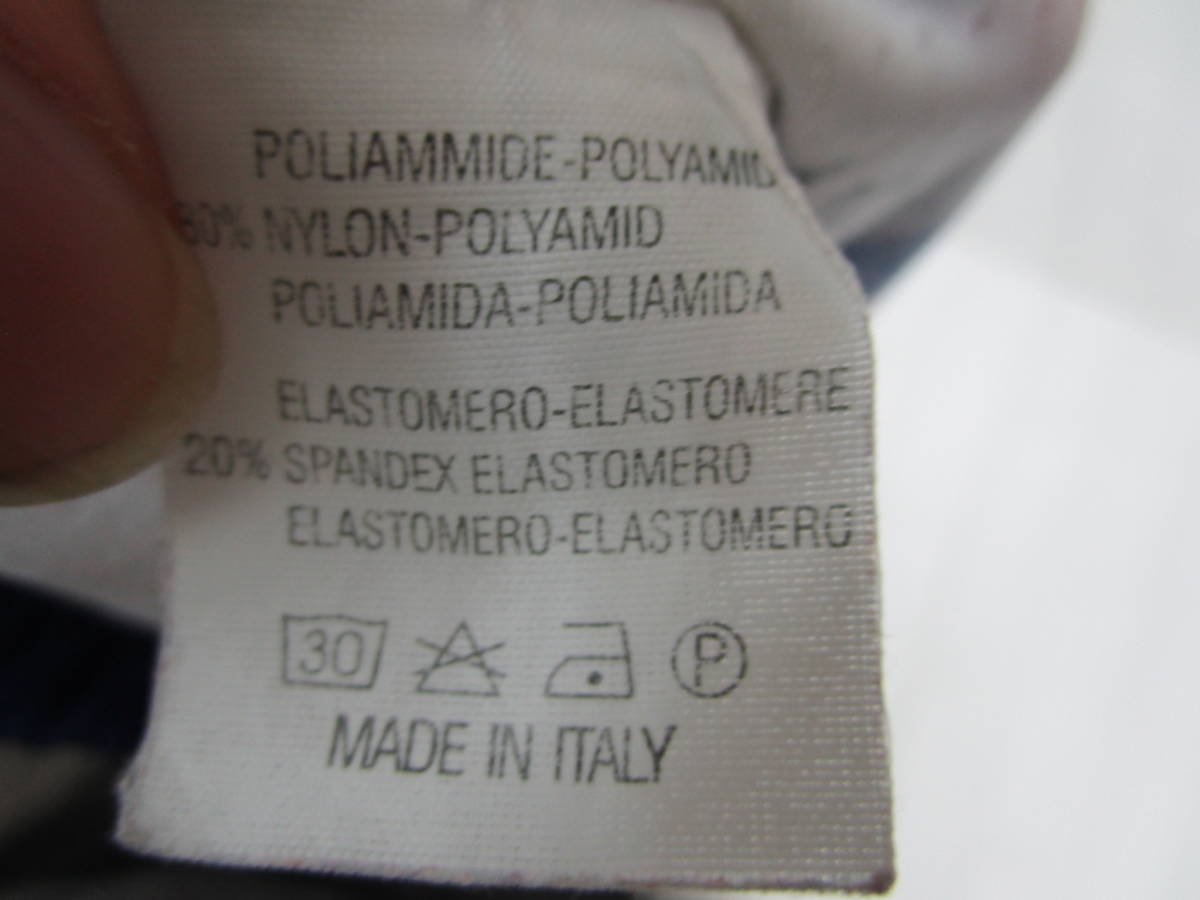 POLIAMMIDE-POLYAMID
80% NYLON-POLYAMID
POLIAMIDA-POLIAMIDA
ELASTOMERO-ELASTOMERE
20% SPANDEX ELASTOMERO
ELASTOMERO-ELASTOMERO
30 P
MADE IN ITALY